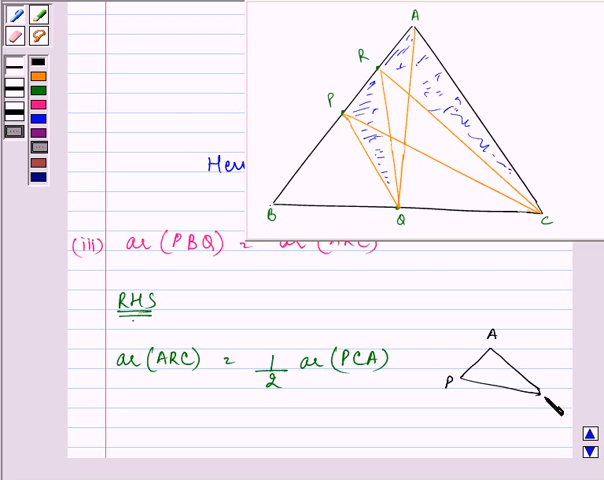 A
R
P
B
Q
C
Hen
(iii) ar (PBQ) = ar (ARC)
RHS
ar (ARC) = 1/2 ar (PCA)
A
P